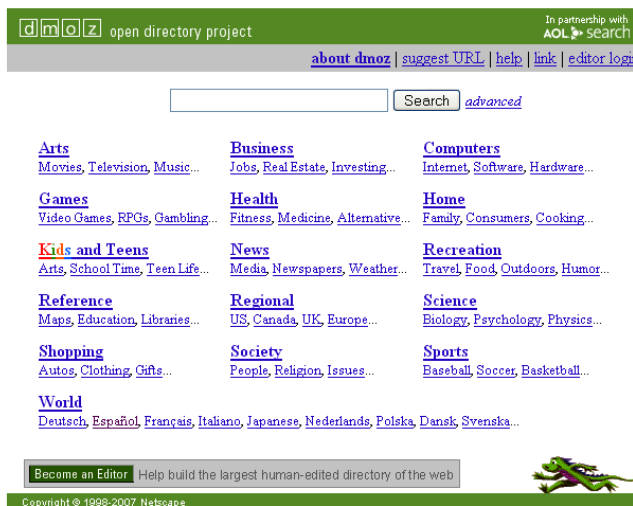 dmoz open directory project
In partnership with
AOL search
about dmoz | suggest URL | help | link | editor login
Search advanced
Arts
Movies, Television, Music...
Business
Jobs, Real Estate, Investing...
Computers
Internet, Software, Hardware...
Games
Video Games, RPGs, Gambling...
Health
Fitness, Medicine, Alternative...
Home
Family, Consumers, Cooking...
Kids and Teens
Arts, School Time, Teen Life...
News
Media, Newspapers, Weather...
Recreation
Travel, Food, Outdoors, Humor...
Reference
Maps, Education, Libraries...
Regional
US, Canada, UK, Europe...
Science
Biology, Psychology, Physics...
Shopping
Autos, Clothing, Gifts...
Society
People, Religion, Issues...
Sports
Baseball, Soccer, Basketball...
World
Deutsch, Español, Français, Italiano, Japanese, Nederlands, Polska, Dansk, Svenska...
Become an Editor Help build the largest human-edited directory of the web
Copyright © 1998-2007 Netscape